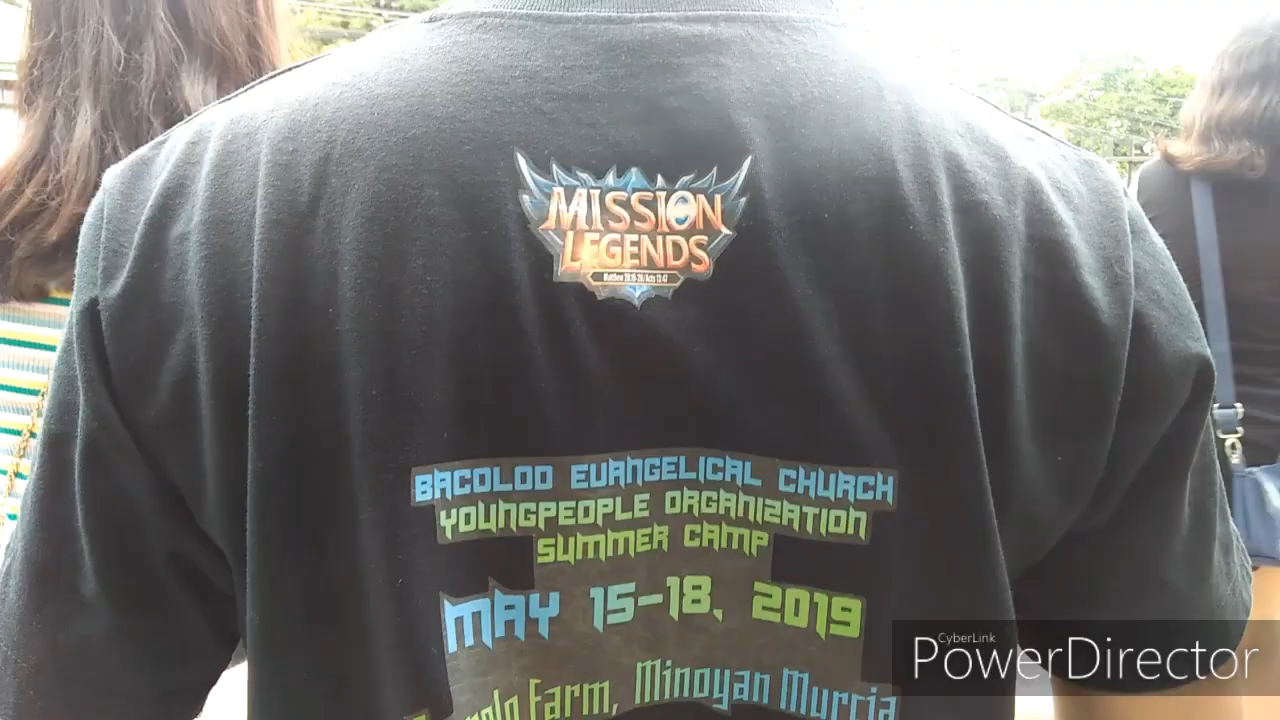 MISSION
LEGENDS
BACOLOD EVANGELICAL CHURCH
YOUNGPEOPLE ORGANIZATION
SUMMER CAMP
MAY 15-18, 2019
Farm, Minoyan Murcia
CyberLink
PowerDirector